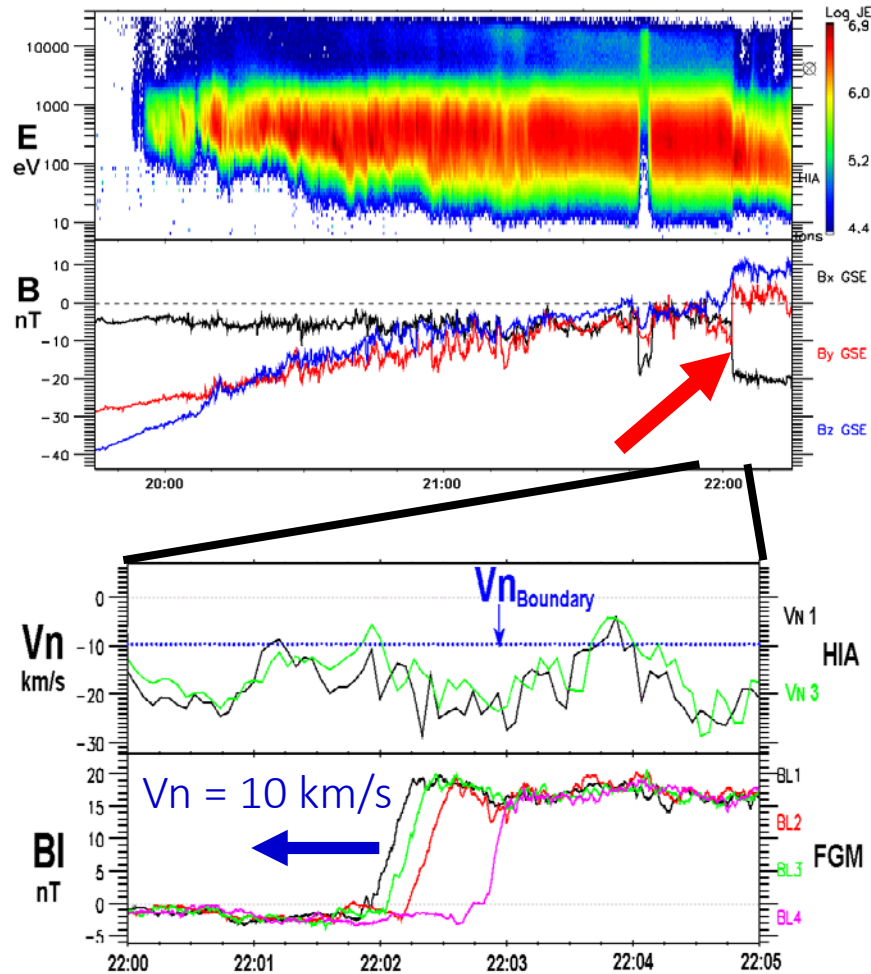 Log JE
6.9
10000
⊗
1000
6.0
E
eV
100
5.2
HIA
10
4.4
ions
10
Bx GSE
B
0
nT
-10
By GSE
-20
-30
Bz GSE
-40
20:00
21:00
22:00
VnBoundary
0
VN 1
Vn
-10
HIA
km/s
-20
VN 3
-30
20
BL1
Vn = 10 km/s
15
BL2
10
Bl
FGM
5
BL3
nT
0
BL4
-5
22:00
22:01
22:02
22:03
22:04
22:05